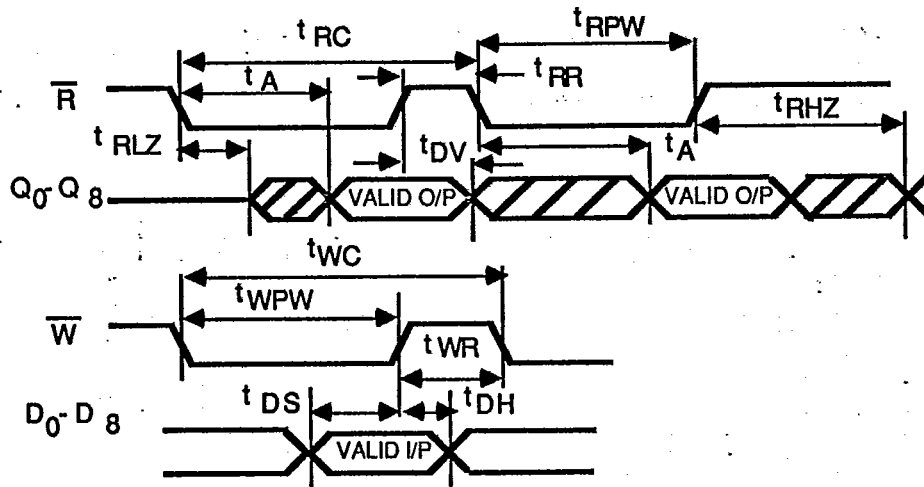 t RC
t RPW
t A
t RR
R
t RHZ
t RLZ
t DV
t A
Q0-Q 8
VALID O/P
VALID O/P
t WC
t WPW
W
t WR
t DS
t DH
D0-D 8
VALID I/P